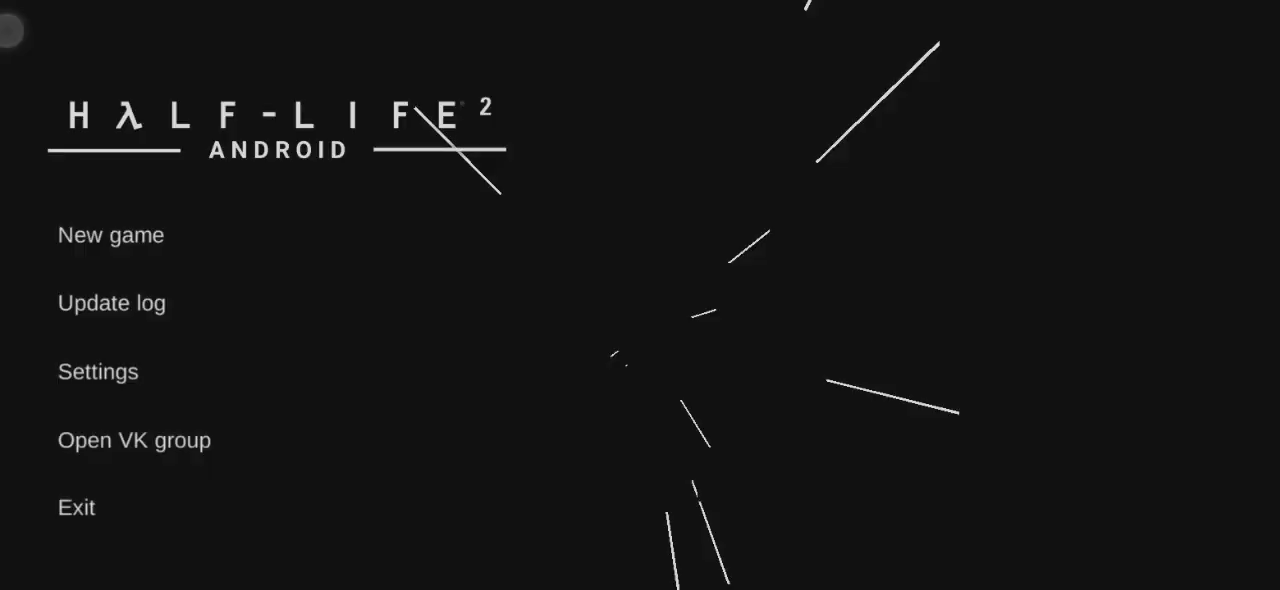 HλLF-LIFE²
ANDROID
New game
Update log
Settings
Open VK group
Exit